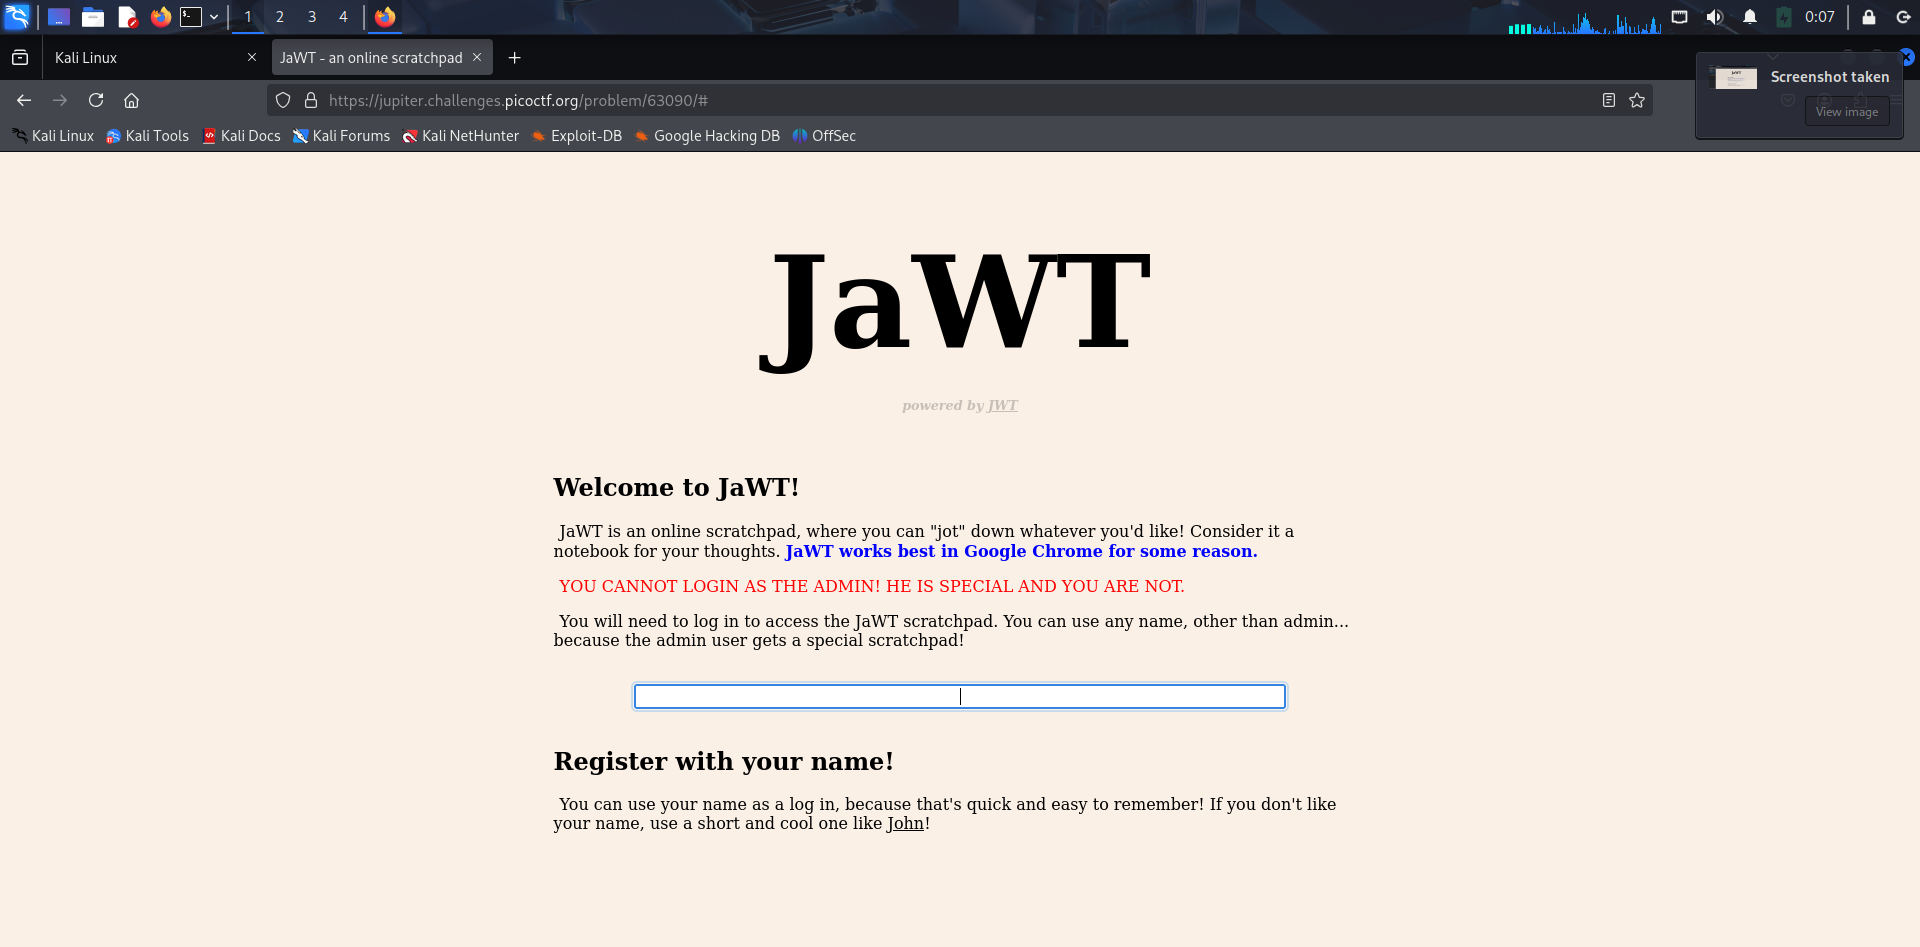 1 2 3 4 0:07
Kali Linux
JaWT - an online scratchpad
Screenshot taken
View image
https://jupiter.challenges.picoctf.org/problem/63090/#
Kali Linux Kali Tools Kali Docs Kali Forums Kali NetHunter Exploit-DB Google Hacking DB OffSec
JaWT
powered by JWT
Welcome to JaWT!
JaWT is an online scratchpad, where you can "jot" down whatever you'd like! Consider it a
notebook for your thoughts. JaWT works best in Google Chrome for some reason.
YOU CANNOT LOGIN AS THE ADMIN! HE IS SPECIAL AND YOU ARE NOT.
You will need to log in to access the JaWT scratchpad. You can use any name, other than admin...
because the admin user gets a special scratchpad!
Register with your name!
You can use your name as a log in, because that's quick and easy to remember! If you don't like
your name, use a short and cool one like John!